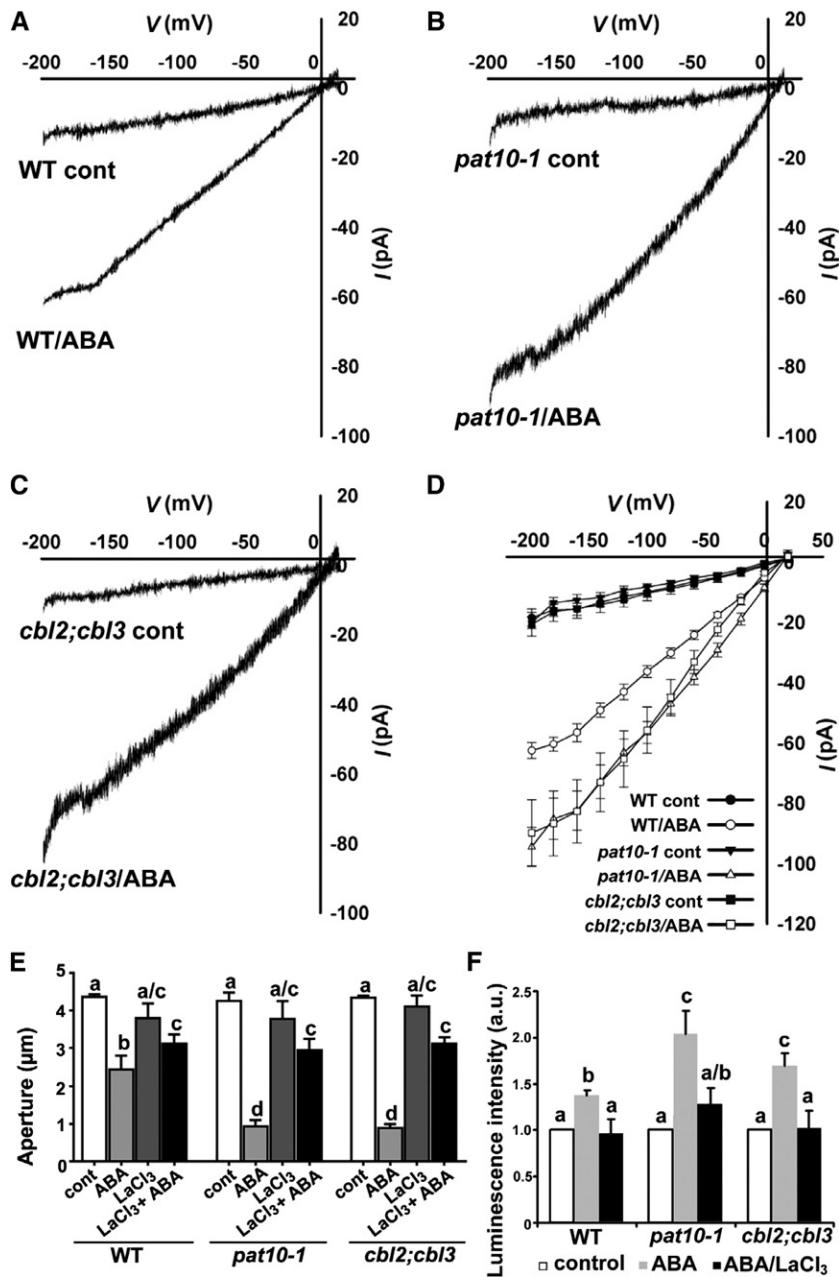 A
V (mV)
-200 -150 -100 -50 0
20
0
-20
-40
-60
-80
-100
I (pA)
WT cont
WT/ABA
B
V (mV)
-200 -150 -100 -50 0
20
0
-20
-40
-60
-80
-100
I (pA)
pat10-1 cont
pat10-1/ABA
C
V (mV)
-200 -150 -100 -50 0
20
0
-20
-40
-60
-80
-100
I (pA)
cbl2;cbl3 cont
cbl2;cbl3/ABA
D
V (mV)
-200 -150 -100 -50 0 50
20
0
-20
-40
-60
-80
-100
-120
I (pA)
WT cont
WT/ABA
pat10-1 cont
pat10-1/ABA
cbl2;cbl3 cont
cbl2;cbl3/ABA
E
Aperture (μm)
5
4
3
2
1
0
a b a/c c
a d a/c c
a d a/c c
cont ABA LaCl₃ LaCl₃+ ABA
cont ABA LaCl₃ LaCl₃+ ABA
cont ABA LaCl₃ LaCl₃+ ABA
WT pat10-1 cbl2;cbl3
F
Luminescence intensity (a.u.)
2.5
2.0
1.5
1.0
0.5
0
a b a
a c a/b
a c a
WT pat10-1 cbl2;cbl3
control ABA ABA/LaCl₃